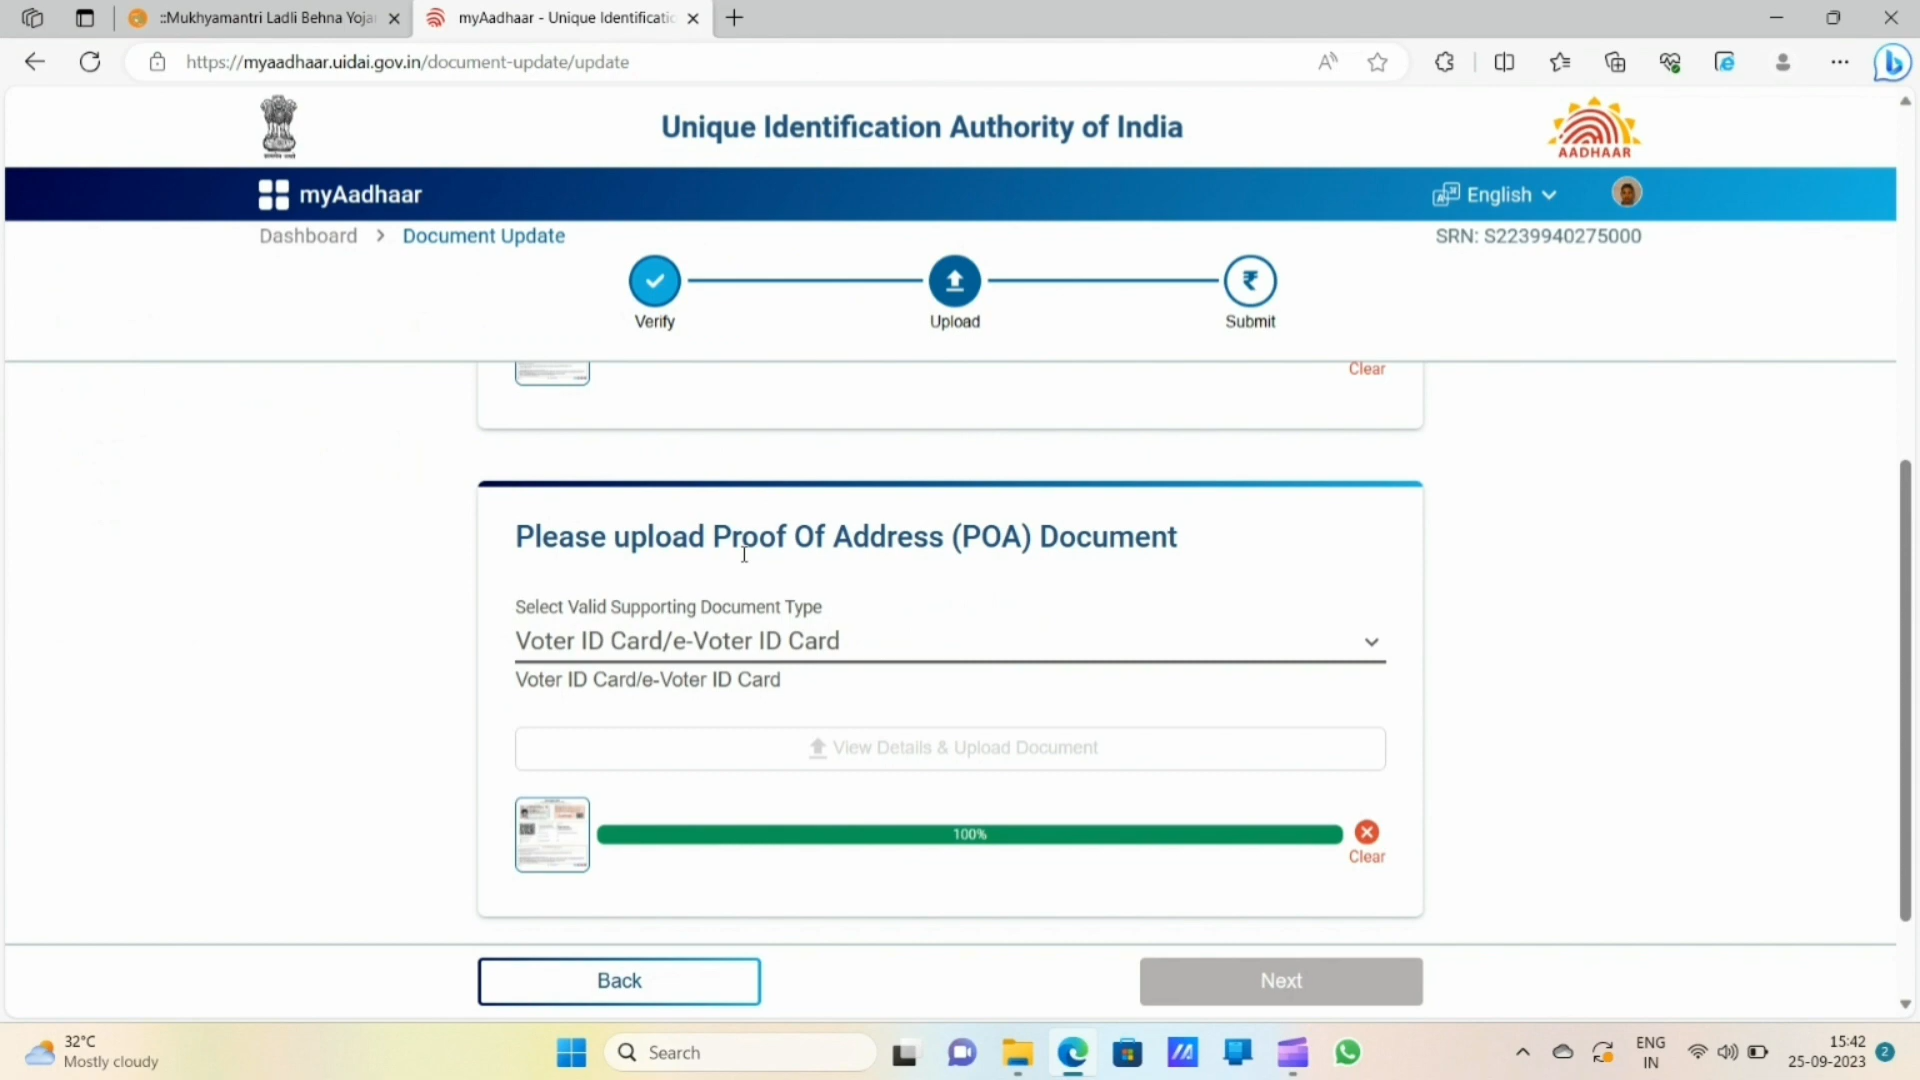 ::Mukhyamantri Ladli Behna Yoja
myAadhaar - Unique Identificatio
https://myaadhaar.uidai.gov.in/document-update/update
Unique Identification Authority of India
AADHAAR
myAadhaar
English
Dashboard > Document Update
SRN: S2239940275000
Verify
Upload
Submit
Clear
Please upload Proof Of Address (POA) Document
Select Valid Supporting Document Type
Voter ID Card/e-Voter ID Card
Voter ID Card/e-Voter ID Card
View Details & Upload Document
100%
Clear
Back
Next
32°C
Mostly cloudy
Search
ENG
IN
15:42
25-09-2023
2